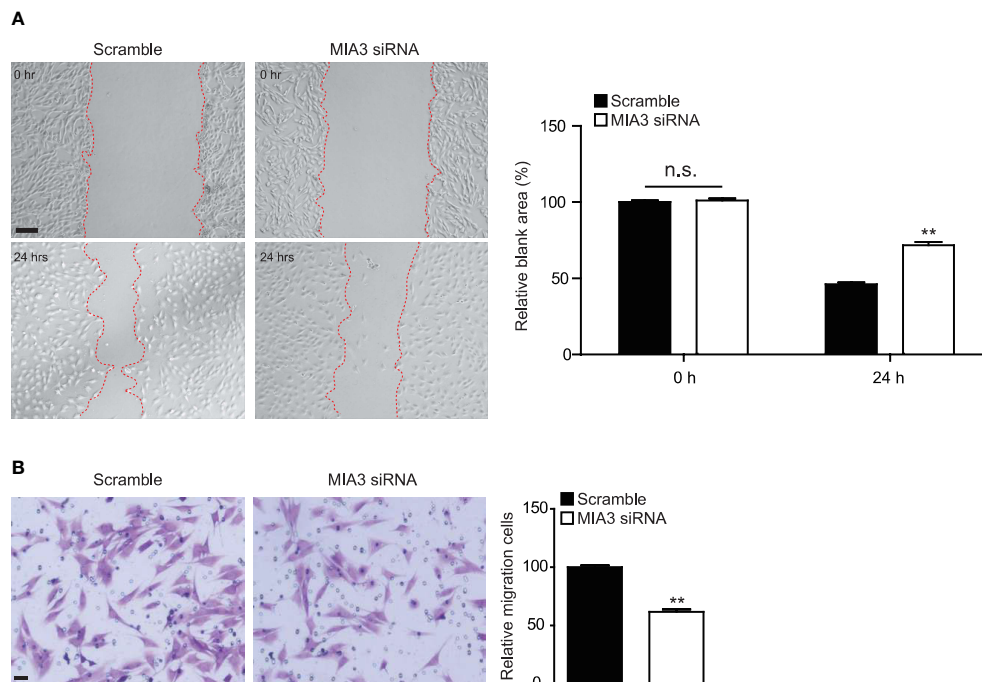 A
Scramble
MIA3 siRNA
0 hr
0 hr
24 hrs
24 hrs
Scramble
MIA3 siRNA
Relative blank area (%)
150
100
50
0
n.s.
**
0 h
24 h
B
Scramble
MIA3 siRNA
Scramble
MIA3 siRNA
Relative migration cells
150
100
50
0
**